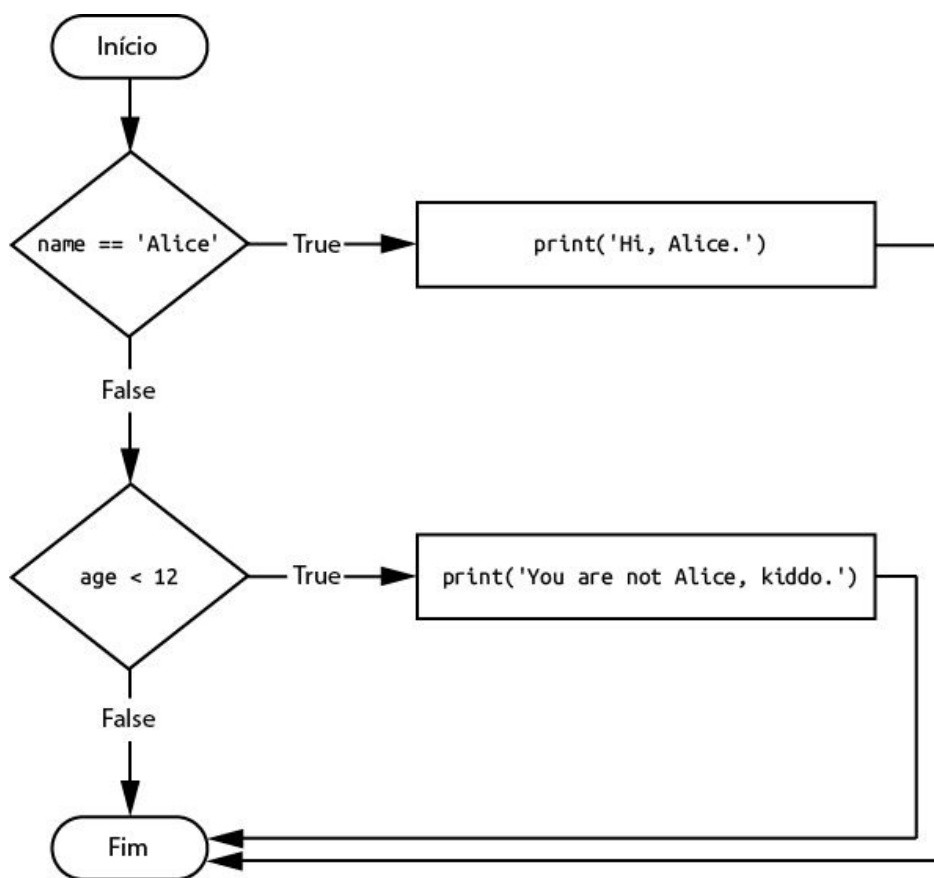 Início
name == 'Alice'
True
print('Hi, Alice.')
False
age < 12
True
print('You are not Alice, kiddo.')
False
Fim